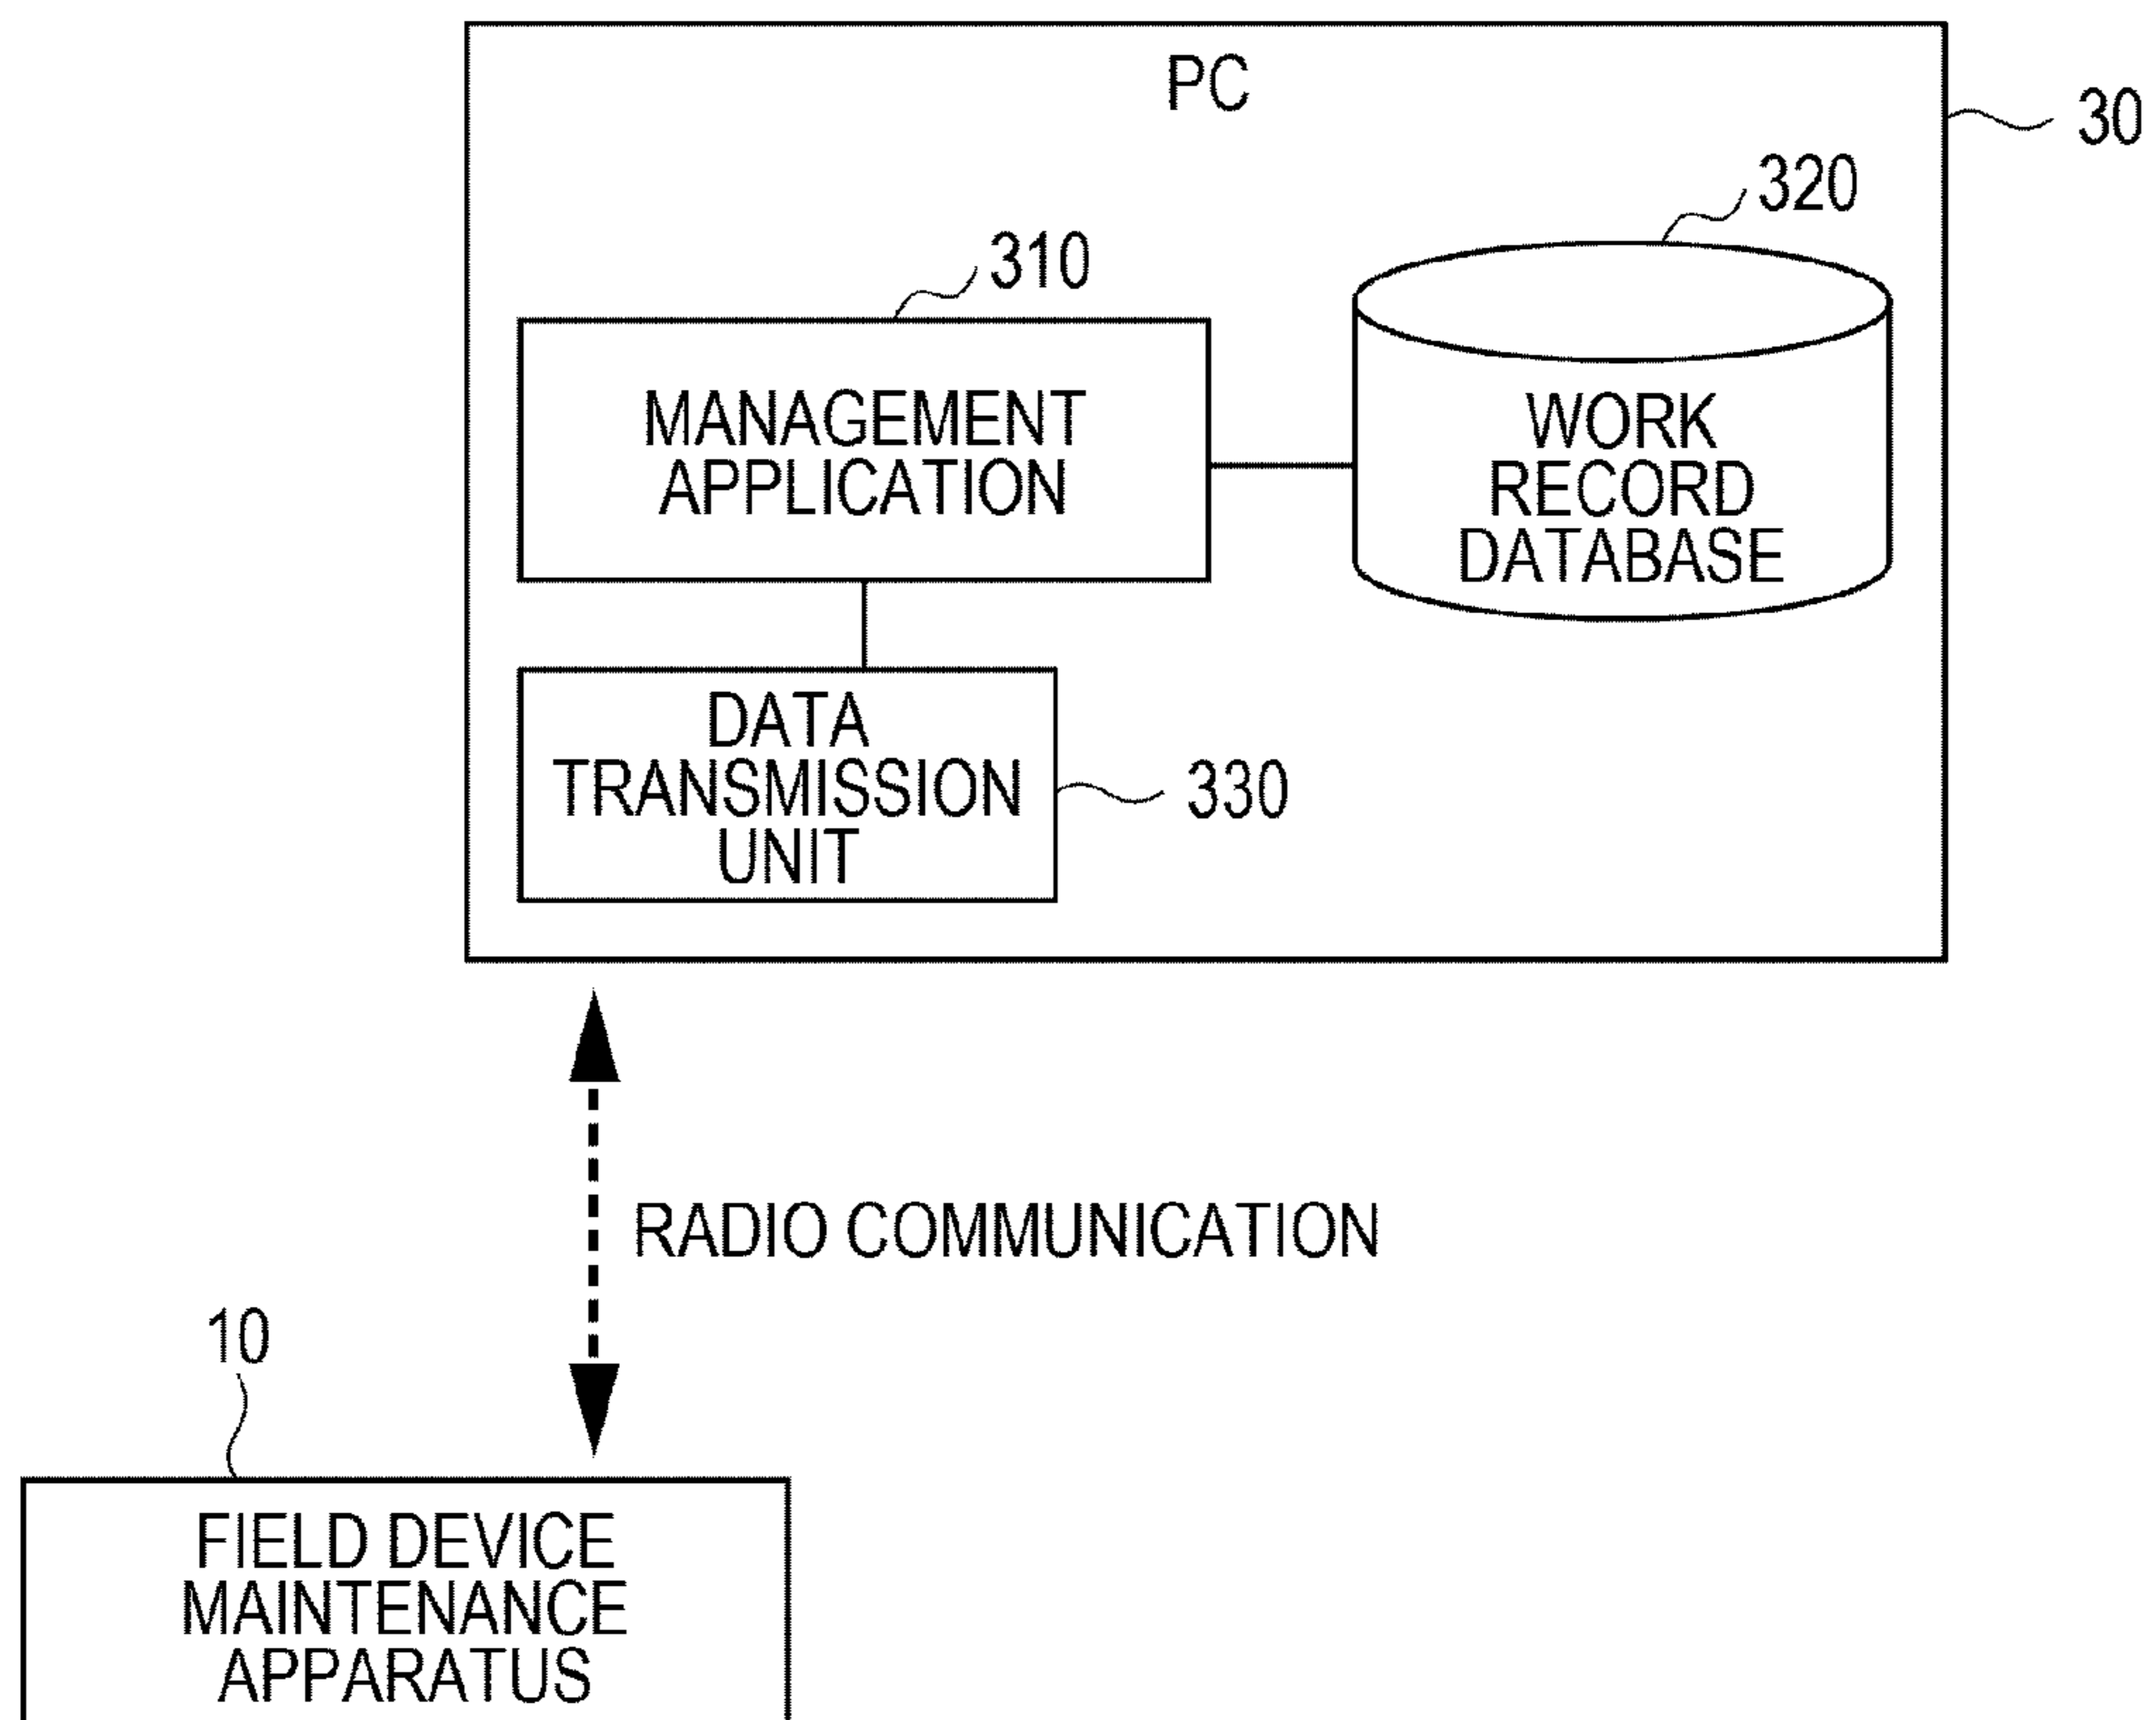 PC
30
320
310
MANAGEMENT
APPLICATION
WORK
RECORD
DATABASE
DATA
TRANSMISSION
UNIT
330
RADIO COMMUNICATION
10
FIELD DEVICE
MAINTENANCE
APPARATUS